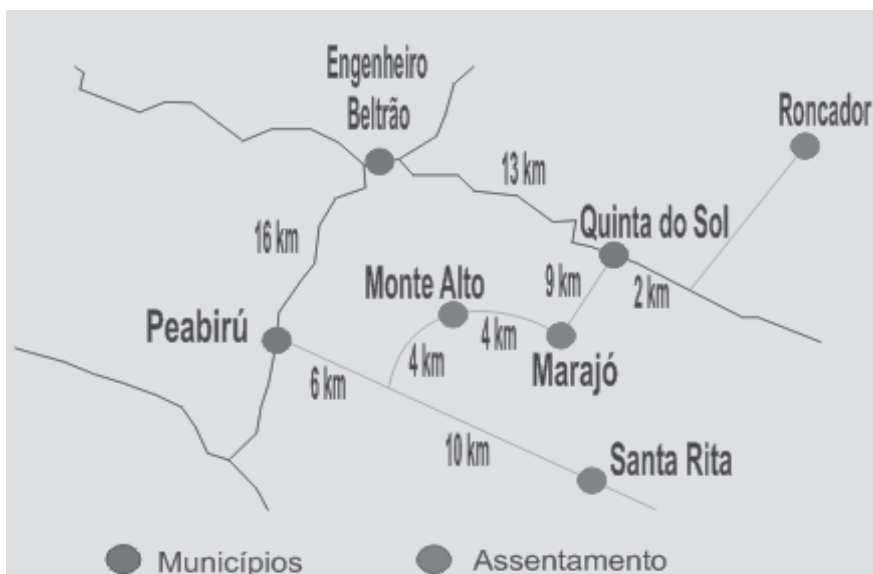 Engenheiro
Beltrão
Roncador
13 km
16 km
Quinta do Sol
9 km
2 km
Monte Alto
4 km
Peabirú
4 km
Marajó
6 km
10 km
Santa Rita
Municípios
Assentamento